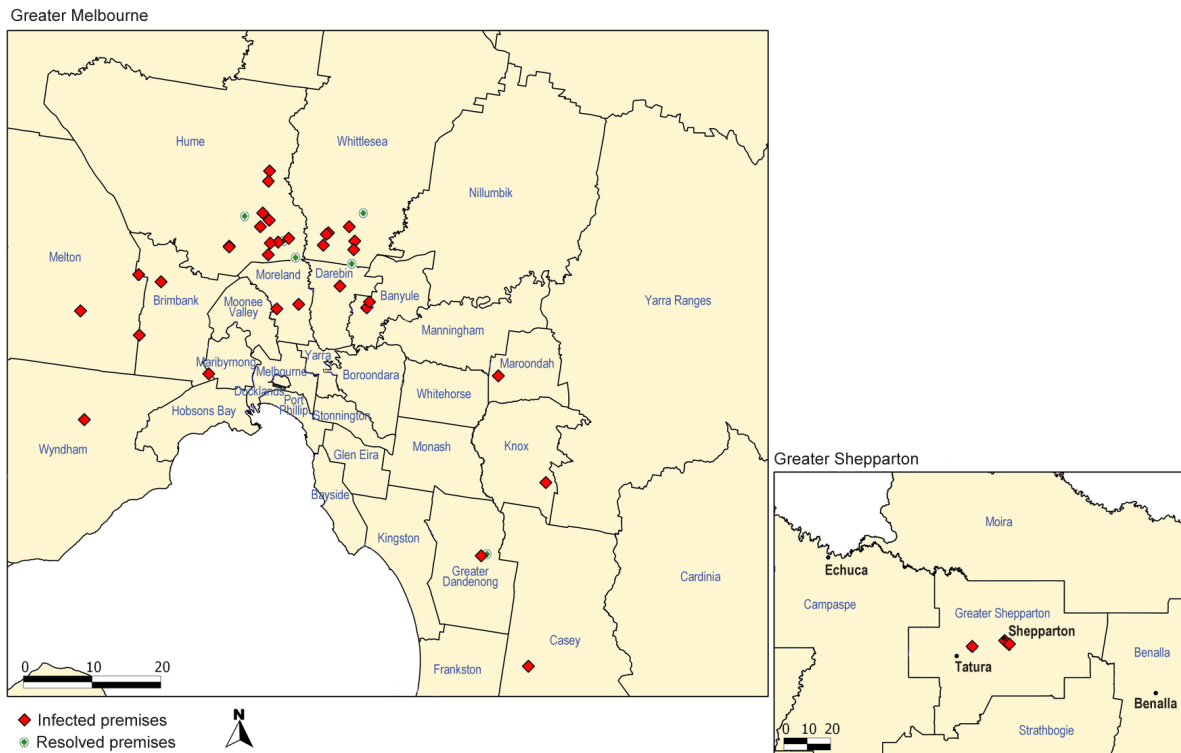 Greater Melbourne
Hume
Whittlesea
Nillumbik
Melton
Moreland
Darebin
Yarra Ranges
Brimbank
Moonee
Valley
Banyule
Manningham
Maribyrnong
Yarra
Melbourne
Boroondara
Maroondah
Whitehorse
Docklands
Port
Phillip
Hobsons Bay
Stonnington
Wyndham
Glen Eira
Monash
Knox
Bayside
Kingston
Greater
Dandenong
Cardinia
Casey
Frankston
0 10 20
Infected premises
Resolved premises
N
Greater Shepparton
Moira
Echuca
Campaspe
Greater Shepparton
Shepparton
Tatura
Benalla
Benalla
Strathbogie
0 10 20